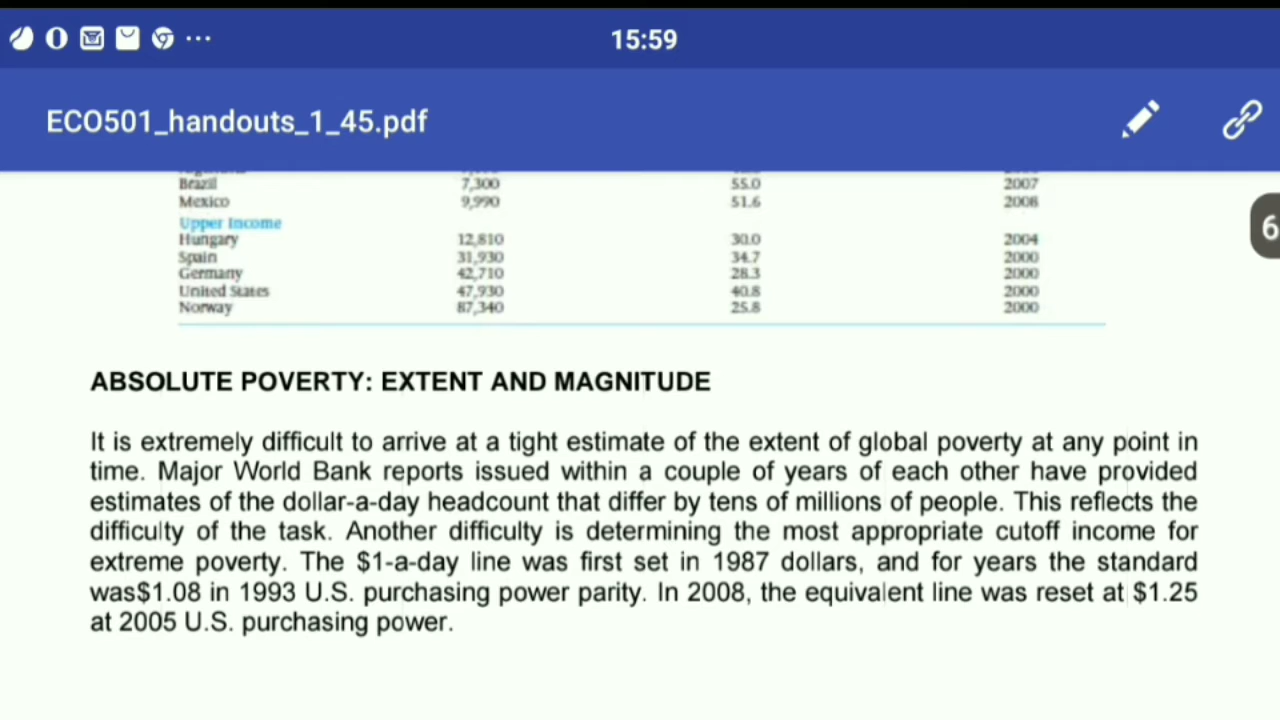 15:59
ECO501_handouts_1_45.pdf
Brazil 7,300 55.0 2007
Mexico 9,990 51.6 2008
Upper Income
Hungary 12,810 30.0 2004
Spain 31,930 34.7 2000
Germany 42,710 28.3 2000
United States 47,930 40.8 2000
Norway 87,340 25.8 2000
6
ABSOLUTE POVERTY: EXTENT AND MAGNITUDE
It is extremely difficult to arrive at a tight estimate of the extent of global poverty at any point in
time. Major World Bank reports issued within a couple of years of each other have provided
estimates of the dollar-a-day headcount that differ by tens of millions of people. This reflects the
difficulty of the task. Another difficulty is determining the most appropriate cutoff income for
extreme poverty. The $1-a-day line was first set in 1987 dollars, and for years the standard
was$1.08 in 1993 U.S. purchasing power parity. In 2008, the equivalent line was reset at $1.25
at 2005 U.S. purchasing power.